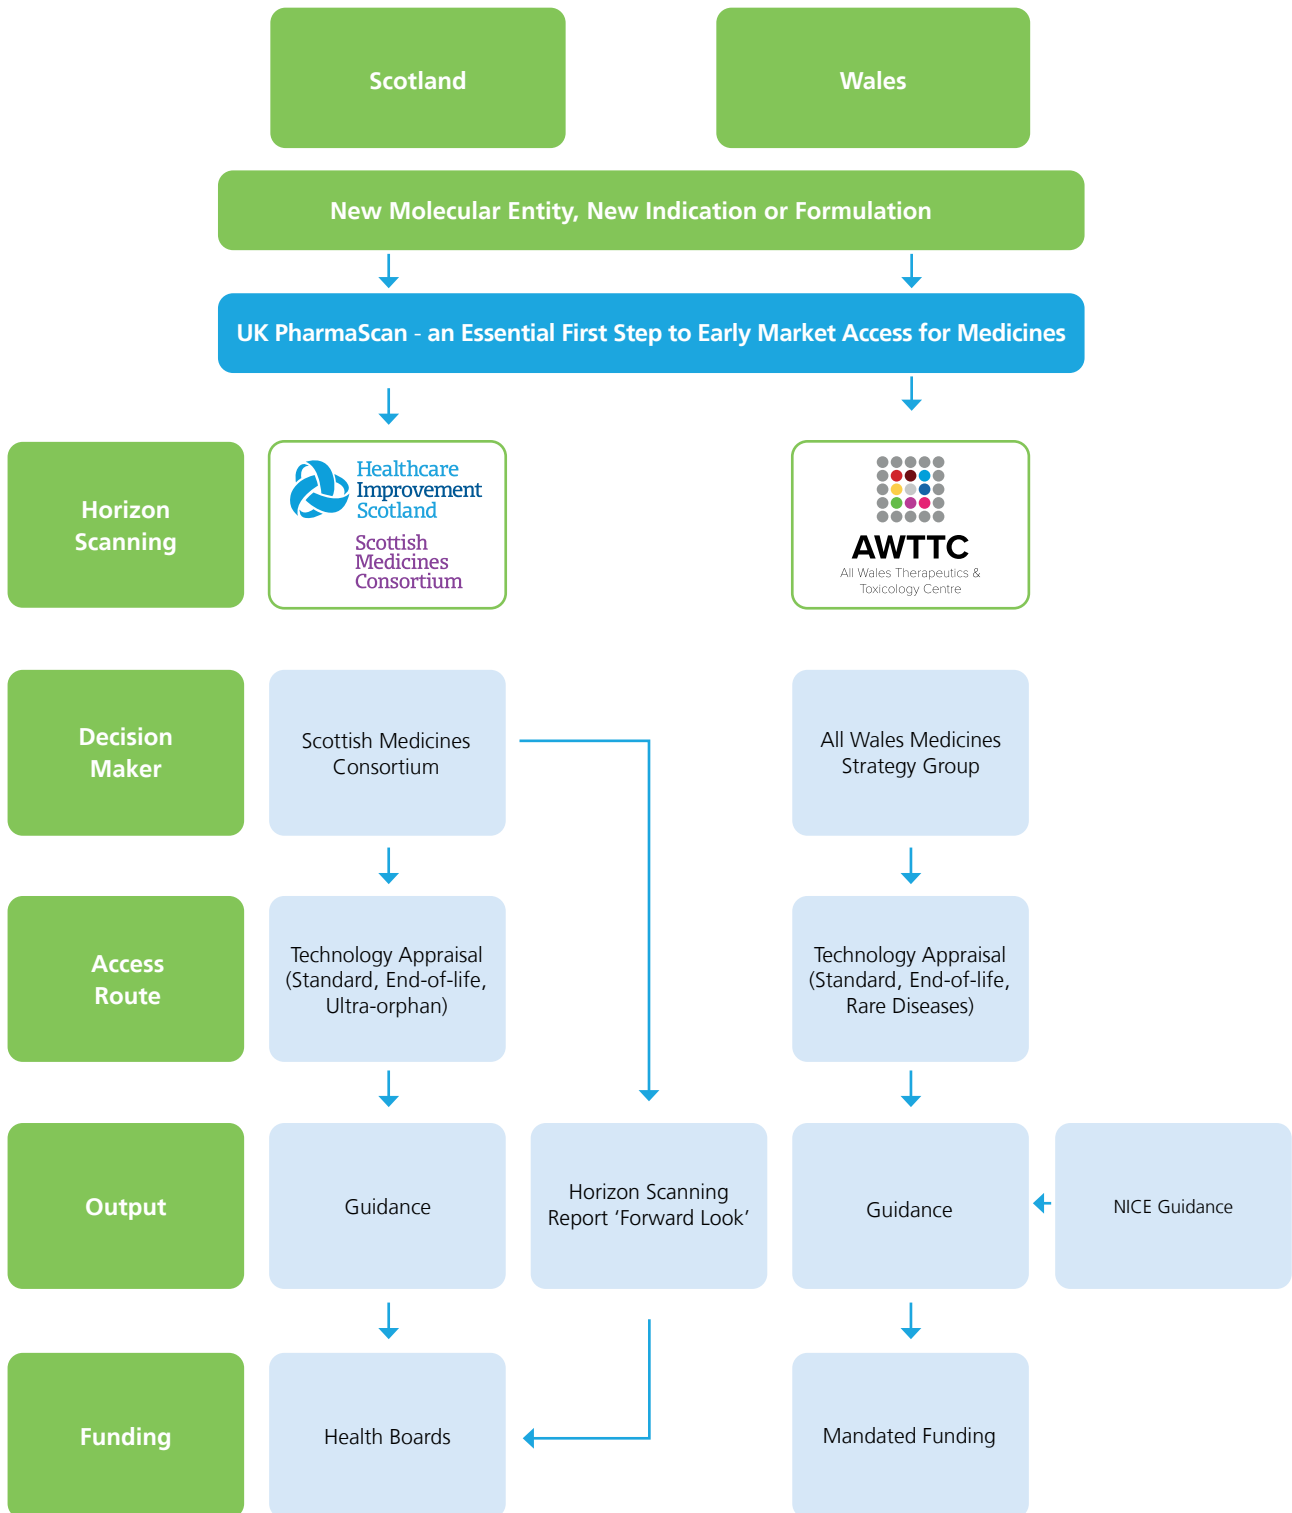 Scotland
Wales
New Molecular Entity, New Indication or Formulation
UK PharmaScan - an Essential First Step to Early Market Access for Medicines
Horizon
Scanning
Healthcare
Improvement
Scotland
Scottish
Medicines
Consortium
AWTTC
All Wales Therapeutics &
Toxicology Centre
Decision
Maker
Scottish Medicines
Consortium
All Wales Medicines
Strategy Group
Access
Route
Technology Appraisal
(Standard, End-of-life,
Ultra-orphan)
Technology Appraisal
(Standard, End-of-life,
Rare Diseases)
Output
Guidance
Horizon Scanning
Report ‘Forward Look’
Guidance
NICE Guidance
Funding
Health Boards
Mandated Funding